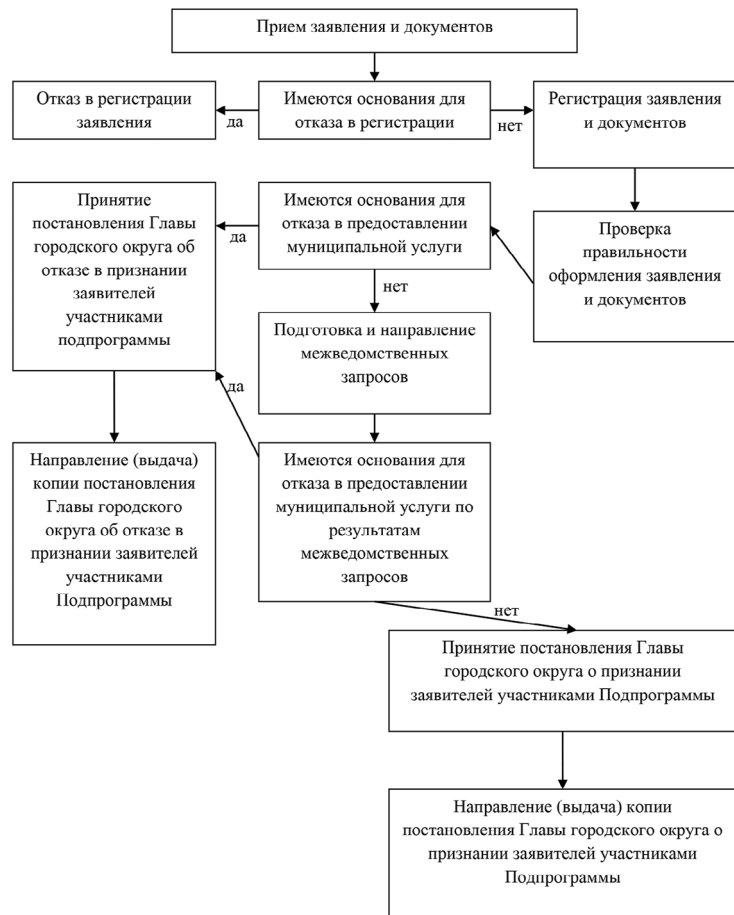 Прием заявления и документов
Отказ в регистрации
заявления
да
Имеются основания для
отказа в регистрации
нет
Регистрация заявления
и документов
Принятие
постановления Главы
городского округа об
отказе в признании
заявителей
участниками
подпрограммы
да
Имеются основания для
отказа в предоставлении
муниципальной услуги
Проверка
правильности
оформления заявления
и документов
нет
Подготовка и направление
межведомственных
запросов
да
Направление (выдача)
копии постановления
Главы городского
округа об отказе в
признании заявителей
участниками
Подпрограммы
Имеются основания для
отказа в предоставлении
муниципальной услуги по
результатам
межведомственных
запросов
нет
Принятие постановления Главы
городского округа о признании
заявителей участниками Подпрограммы
Направление (выдача) копии
постановления Главы городского округа о
признании заявителей участниками
Подпрограммы